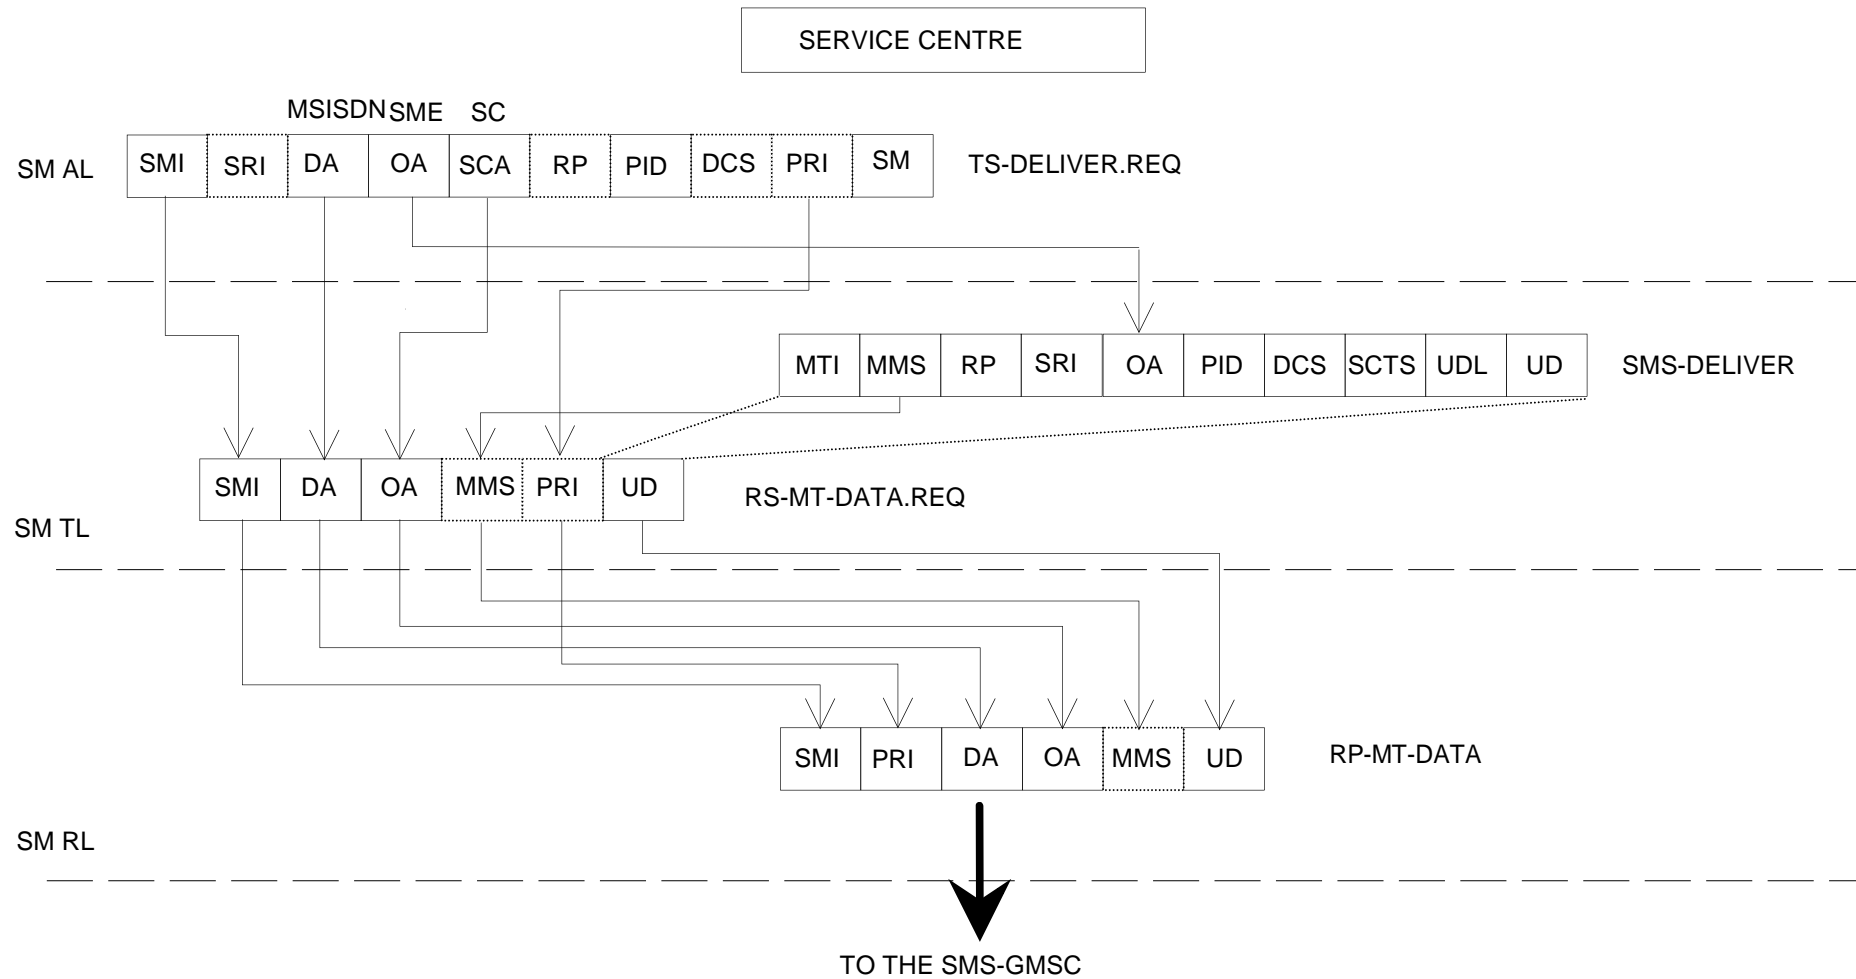 SERVICE CENTRE
MSISDN SME SC
SM AL SMI SRI DA OA SCA RP PID DCS PRI SM TS-DELIVER.REQ
MTI MMS RP SRI OA PID DCS SCTS UDL UD SMS-DELIVER
SMI DA OA MMS PRI UD RS-MT-DATA.REQ
SM TL
SMI PRI DA OA MMS UD RP-MT-DATA
SM RL
TO THE SMS-GMSC